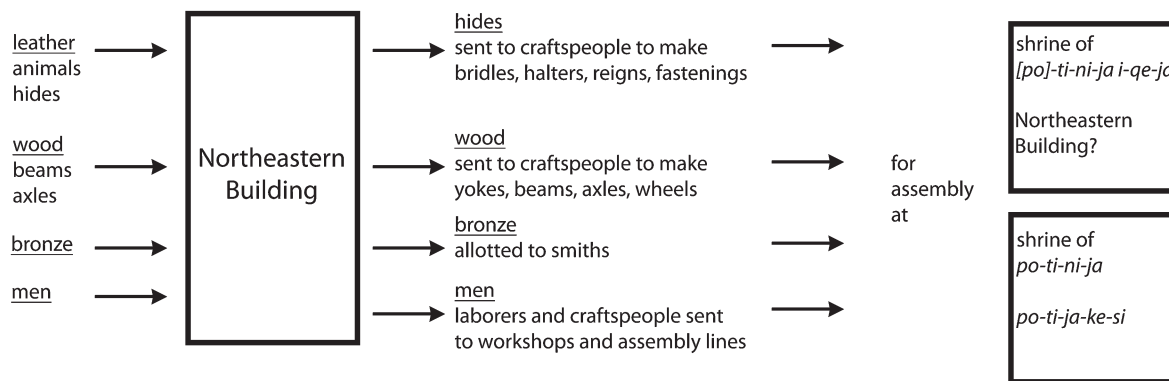 leather
animals
hides
wood
beams
axles
bronze
men
Northeastern
Building
hides
sent to craftspeople to make
bridles, halters, reigns, fastenings
wood
sent to craftspeople to make
yokes, beams, axles, wheels
bronze
allotted to smiths
men
laborers and craftspeople sent
to workshops and assembly lines
for
assembly
at
shrine of
[po]-ti-ni-ja i-qe-ja
Northeastern
Building?
shrine of
po-ti-ni-ja
po-ti-ja-ke-si